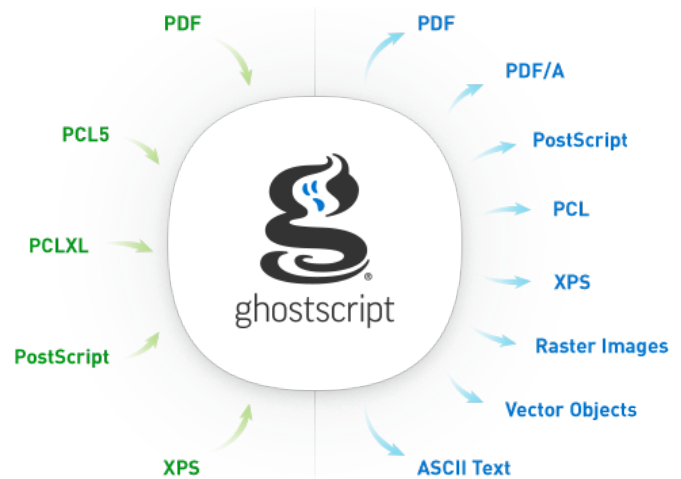 PDF
PDF
PDF/A
PCL5
PostScript
PCL
PCLXL
XPS
®
ghostscript
PostScript
Raster Images
Vector Objects
XPS
ASCII Text